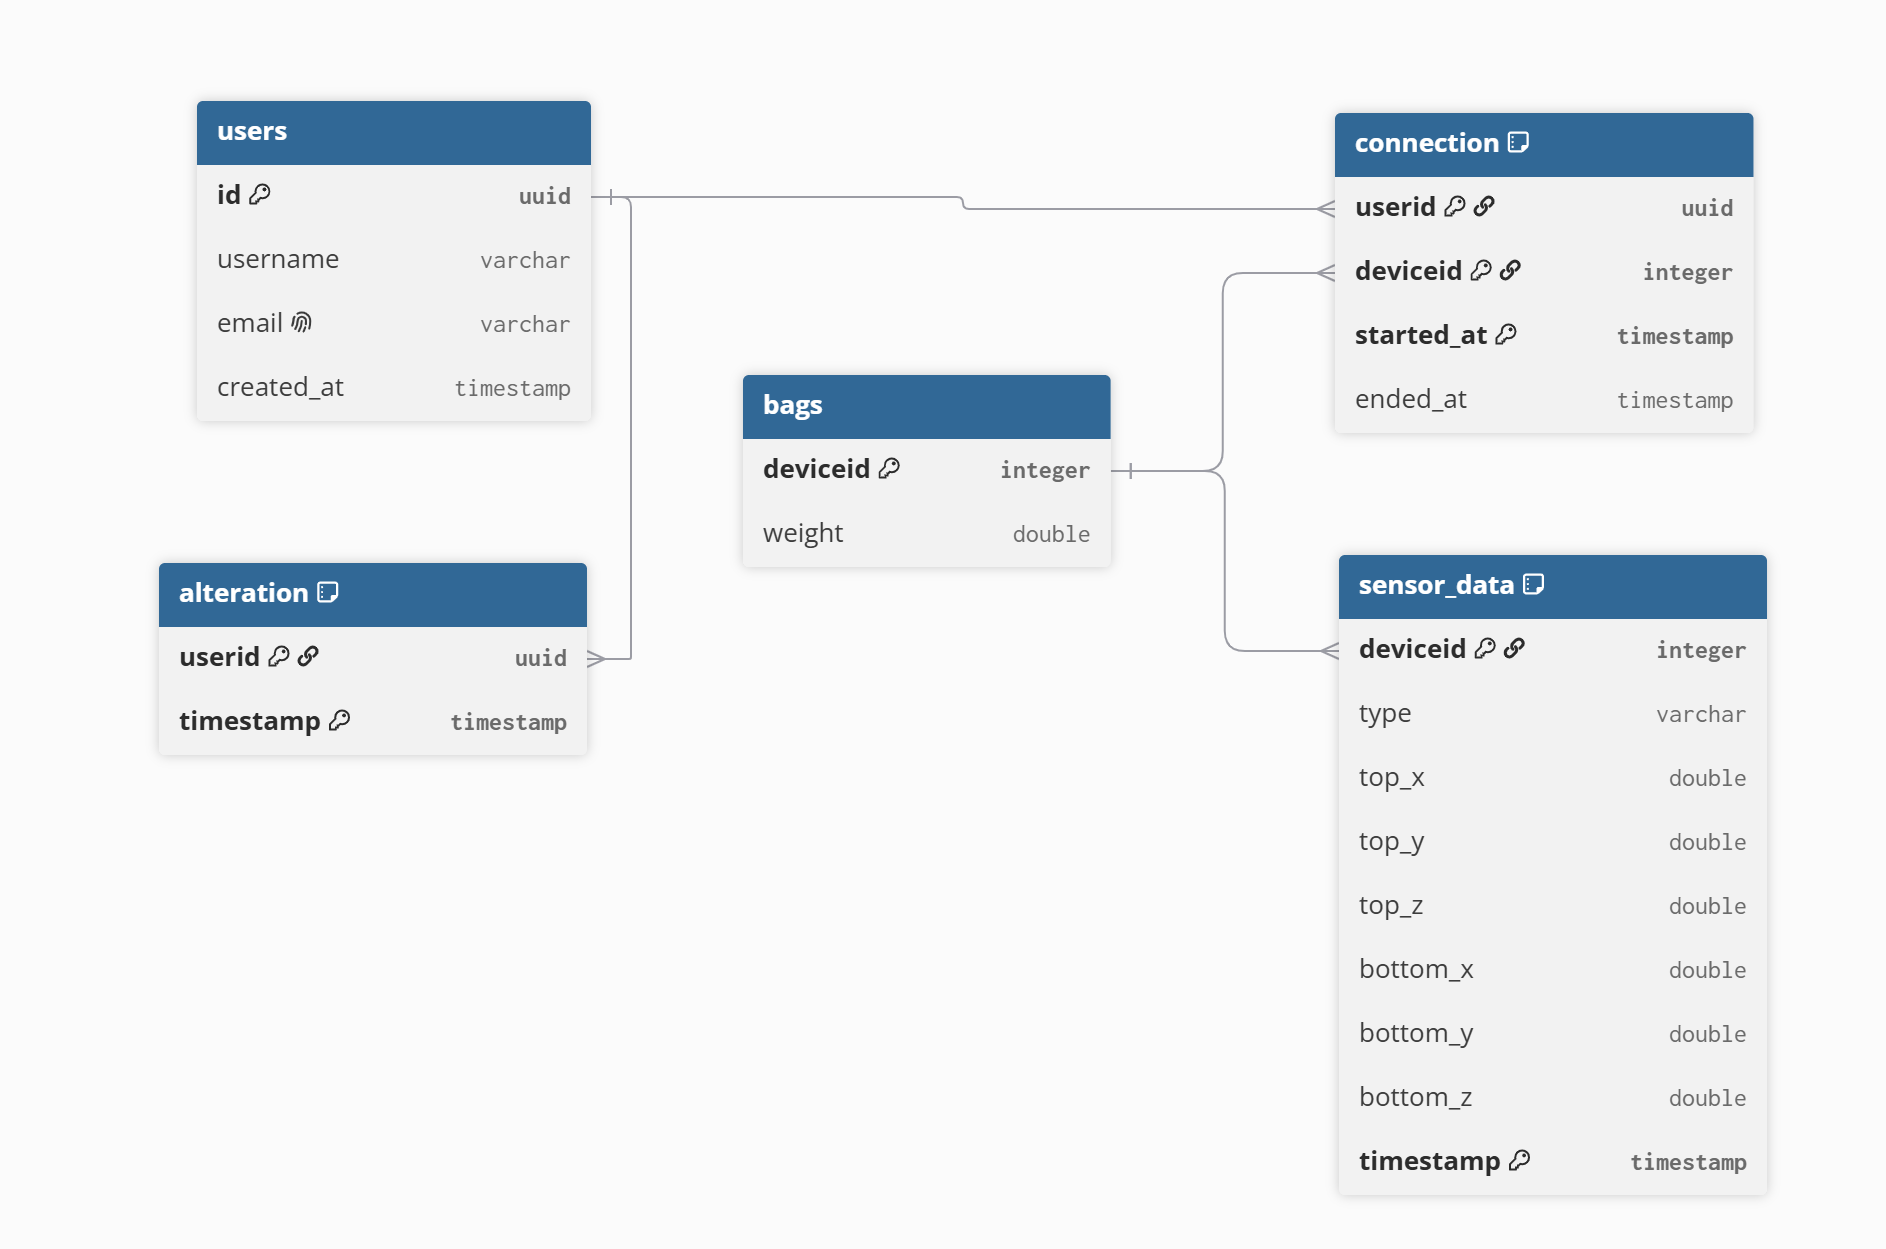 users
id uuid
username varchar
email varchar
created_at timestamp
connection
userid uuid
deviceid integer
started_at timestamp
ended_at timestamp
bags
deviceid integer
weight double
alteration
userid uuid
timestamp timestamp
sensor_data
deviceid integer
type varchar
top_x double
top_y double
top_z double
bottom_x double
bottom_y double
bottom_z double
timestamp timestamp